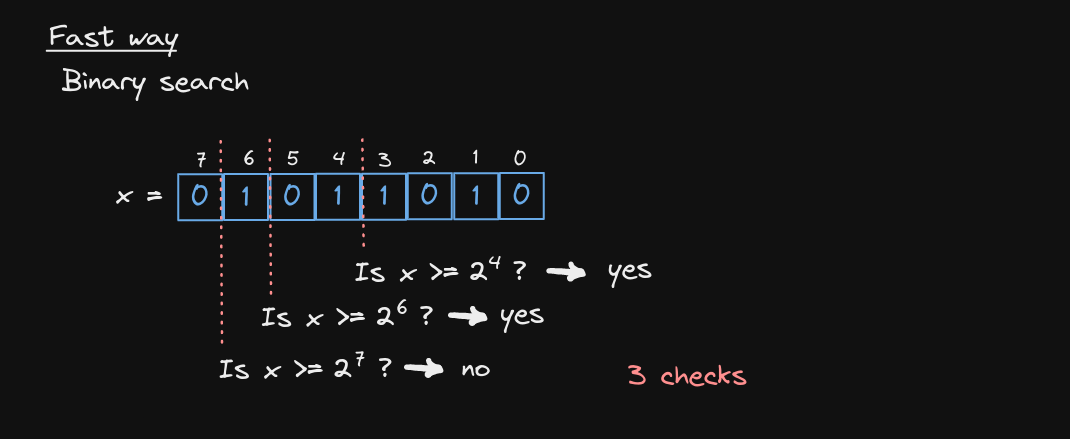 Fast way
Binary search
7 6 5 4 3 2 1 0
x = 0 1 0 1 1 0 1 0
Is x >= 2⁴ ? → yes
Is x >= 2⁶ ? → yes
Is x >= 2⁷ ? → no
3 checks